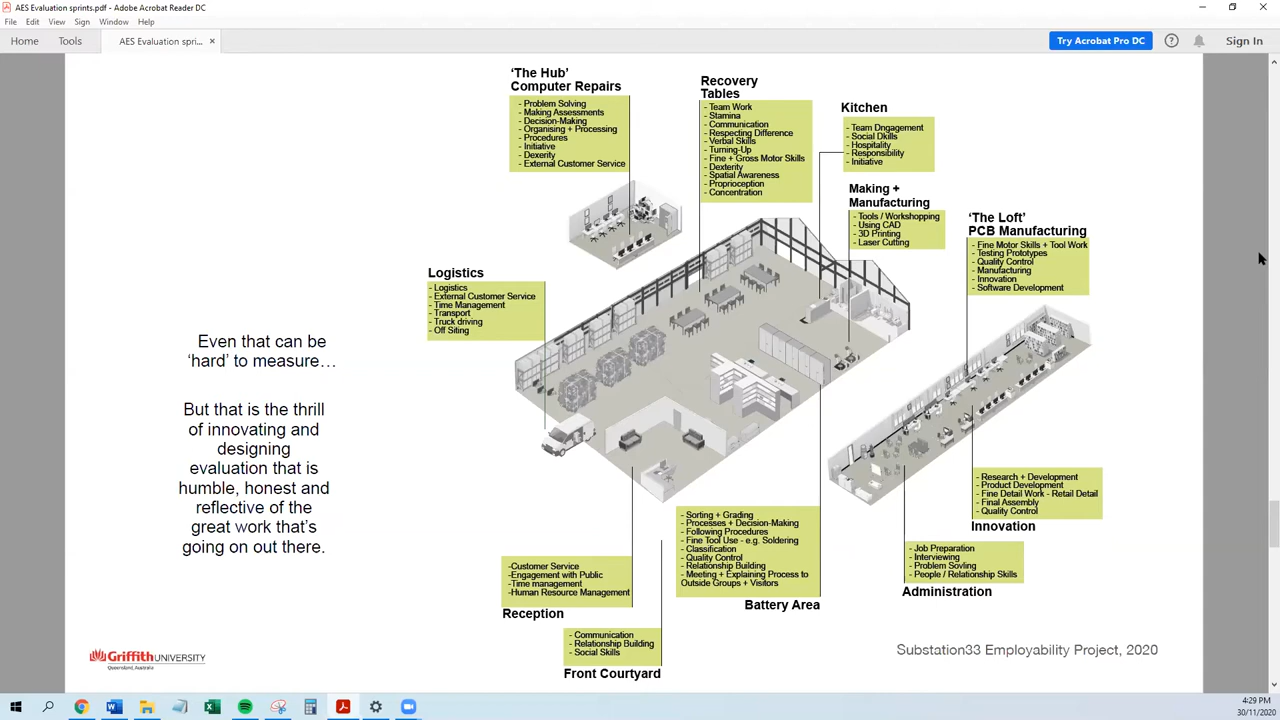 AES Evaluation sprints.pdf - Adobe Acrobat Reader DC
File Edit View Sign Window Help
Home Tools AES Evaluation spri... ×
Try Acrobat Pro DC
Sign In
'The Hub'
Computer Repairs
- Problem Solving
- Making Assessments
- Decision-Making
- Organising + Processing
- Procedures
- Initiative
- Dexerity
- External Customer Service
Recovery
Tables
- Team Work
- Stamina
- Communication
- Respecting Difference
- Verbal Skills
- Turning-Up
- Fine + Gross Motor Skills
- Dexterity
- Spatial Awareness
- Proprioception
- Concentration
Kitchen
- Team Dngagement
- Social Dkills
- Hospitality
- Responsibility
- Initiative
Making +
Manufacturing
- Tools / Workshopping
- Using CAD
- 3D Printing
- Laser Cutting
'The Loft'
PCB Manufacturing
- Fine Motor Skills + Tool Work
- Testing Prototypes
- Quality Control
- Manufacturing
- Innovation
- Software Development
Logistics
- Logistics
- External Customer Service
- Time Management
- Transport
- Truck driving
- Off Siting
Even that can be
'hard' to measure…
But that is the thrill
of innovating and
designing
evaluation that is
humble, honest and
reflective of the
great work that's
going on out there.
- Research + Development
- Product Development
- Fine Detail Work - Retail Detail
- Final Assembly
- Quality Control
Innovation
- Sorting + Grading
- Processes + Decision-Making
- Following Procedures
- Fine Tool Use - e.g. Soldering
- Classification
- Quality Control
- Relationship Building
- Meeting + Explaining Process to
Outside Groups + Visitors
Battery Area
- Job Preparation
- Interviewing
- Problem Sovling
- People / Relationship Skills
Administration
-Customer Service
-Engagement with Public
-Time management
-Human Resource Management
Reception
- Communication
- Relationship Building
- Social Skills
Front Courtyard
Griffith UNIVERSITY
Queensland, Australia
Substation33 Employability Project, 2020
4:29 PM
30/11/2020